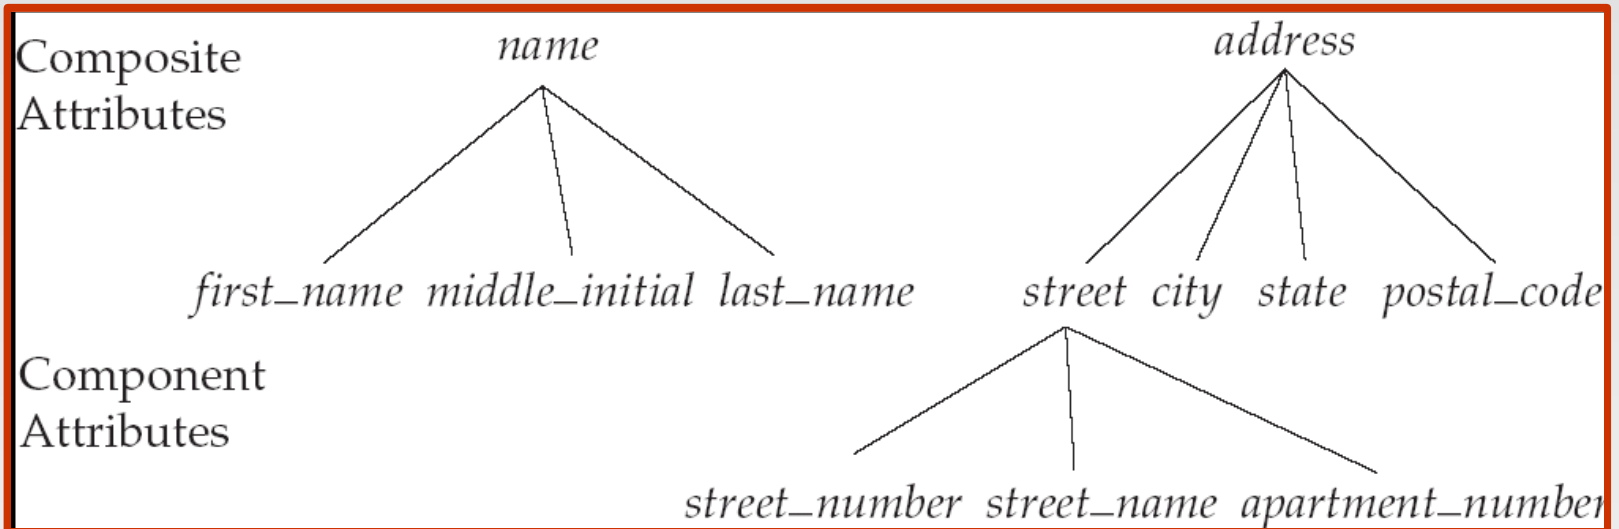 Composite
Attributes
name
address
first_name middle_initial last_name
street city state postal_code
Component
Attributes
street_number street_name apartment_number